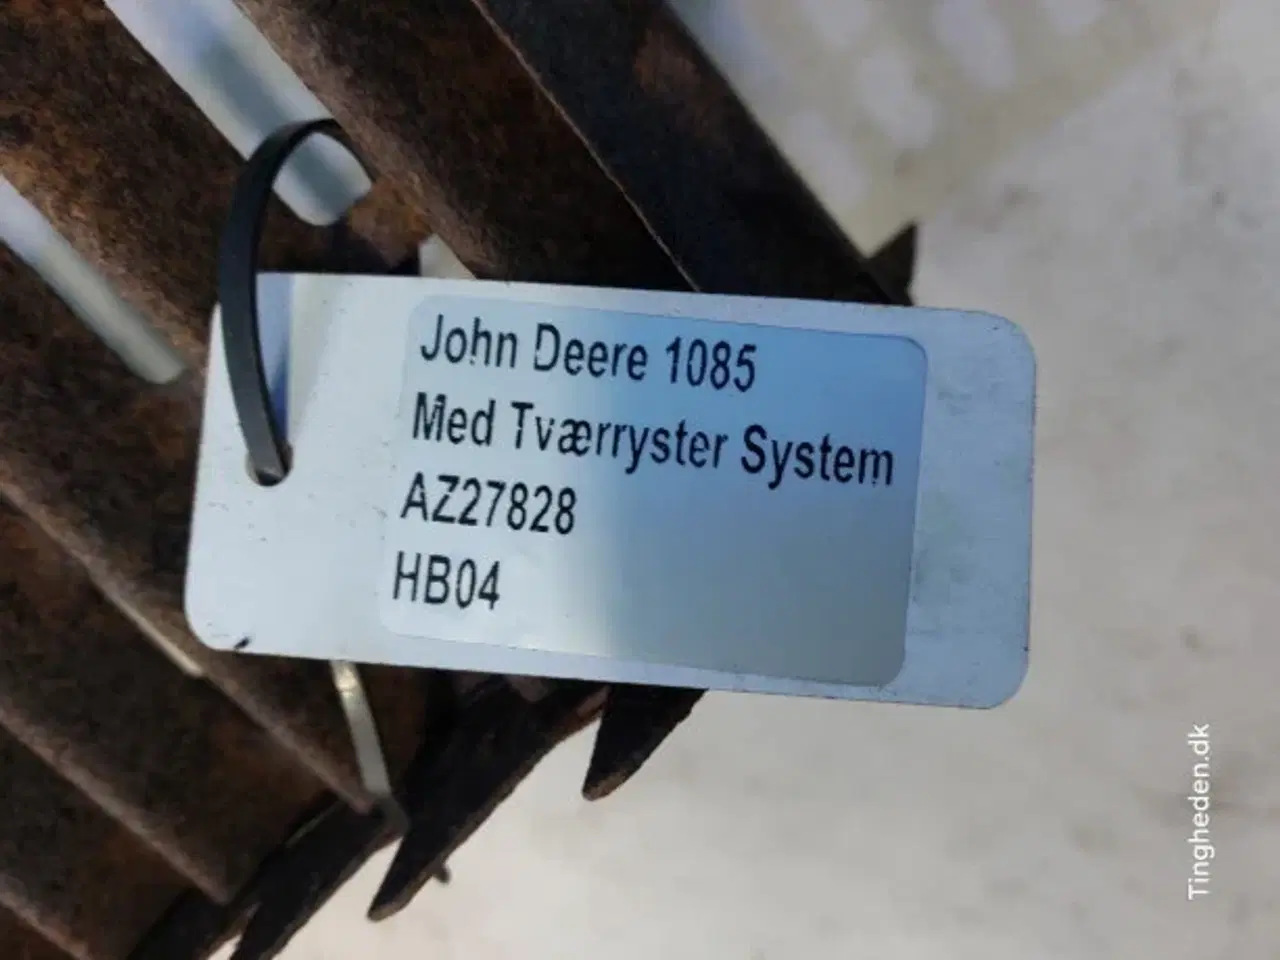 John Deere 1085
Med Tværryster System
AZ27828
HB04
Tingheden.dk